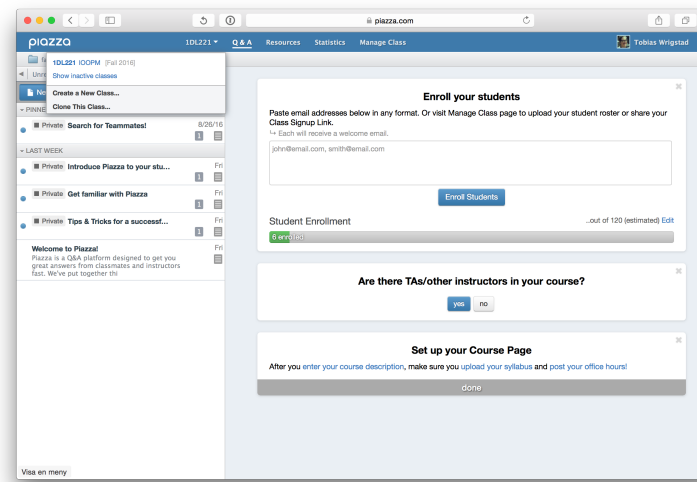 piazza.com
piazza
1DL221
Q & A
Resources
Statistics
Manage Class
Tobias Wrigstad
1DL221 IOOPM [Fall 2016]
Show inactive classes
Create a New Class...
Clone This Class...
Private Search for Teammates! 8/26/16
1
LAST WEEK
Private Introduce Piazza to your stu... Fri
1
Private Get familiar with Piazza Fri
1
Private Tips & Tricks for a successf... Fri
1
Welcome to Piazza! Fri
Piazza is a Q&A platform designed to get you
great answers from classmates and instructors
fast. We've put together thi
Visa en meny
Enroll your students
Paste email addresses below in any format. Or visit Manage Class page to upload your student roster or share your
Class Signup Link.
↳ Each will receive a welcome email.
john@email.com, smith@email.com
Enroll Students
Student Enrollment ..out of 120 (estimated) Edit
6 enrolled
Are there TAs/other instructors in your course?
yes no
Set up your Course Page
After you enter your course description, make sure you upload your syllabus and post your office hours!
done